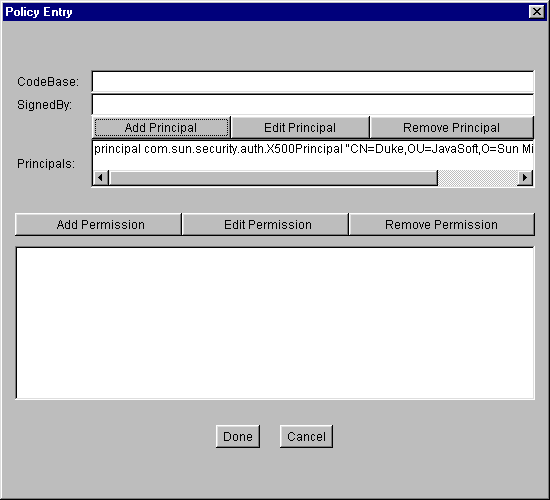 Policy Entry
CodeBase:
SignedBy:
Add Principal Edit Principal Remove Principal
Principals: principal com.sun.security.auth.X500Principal "CN=Duke,OU=JavaSoft,O=Sun Mi
Add Permission Edit Permission Remove Permission
Done Cancel